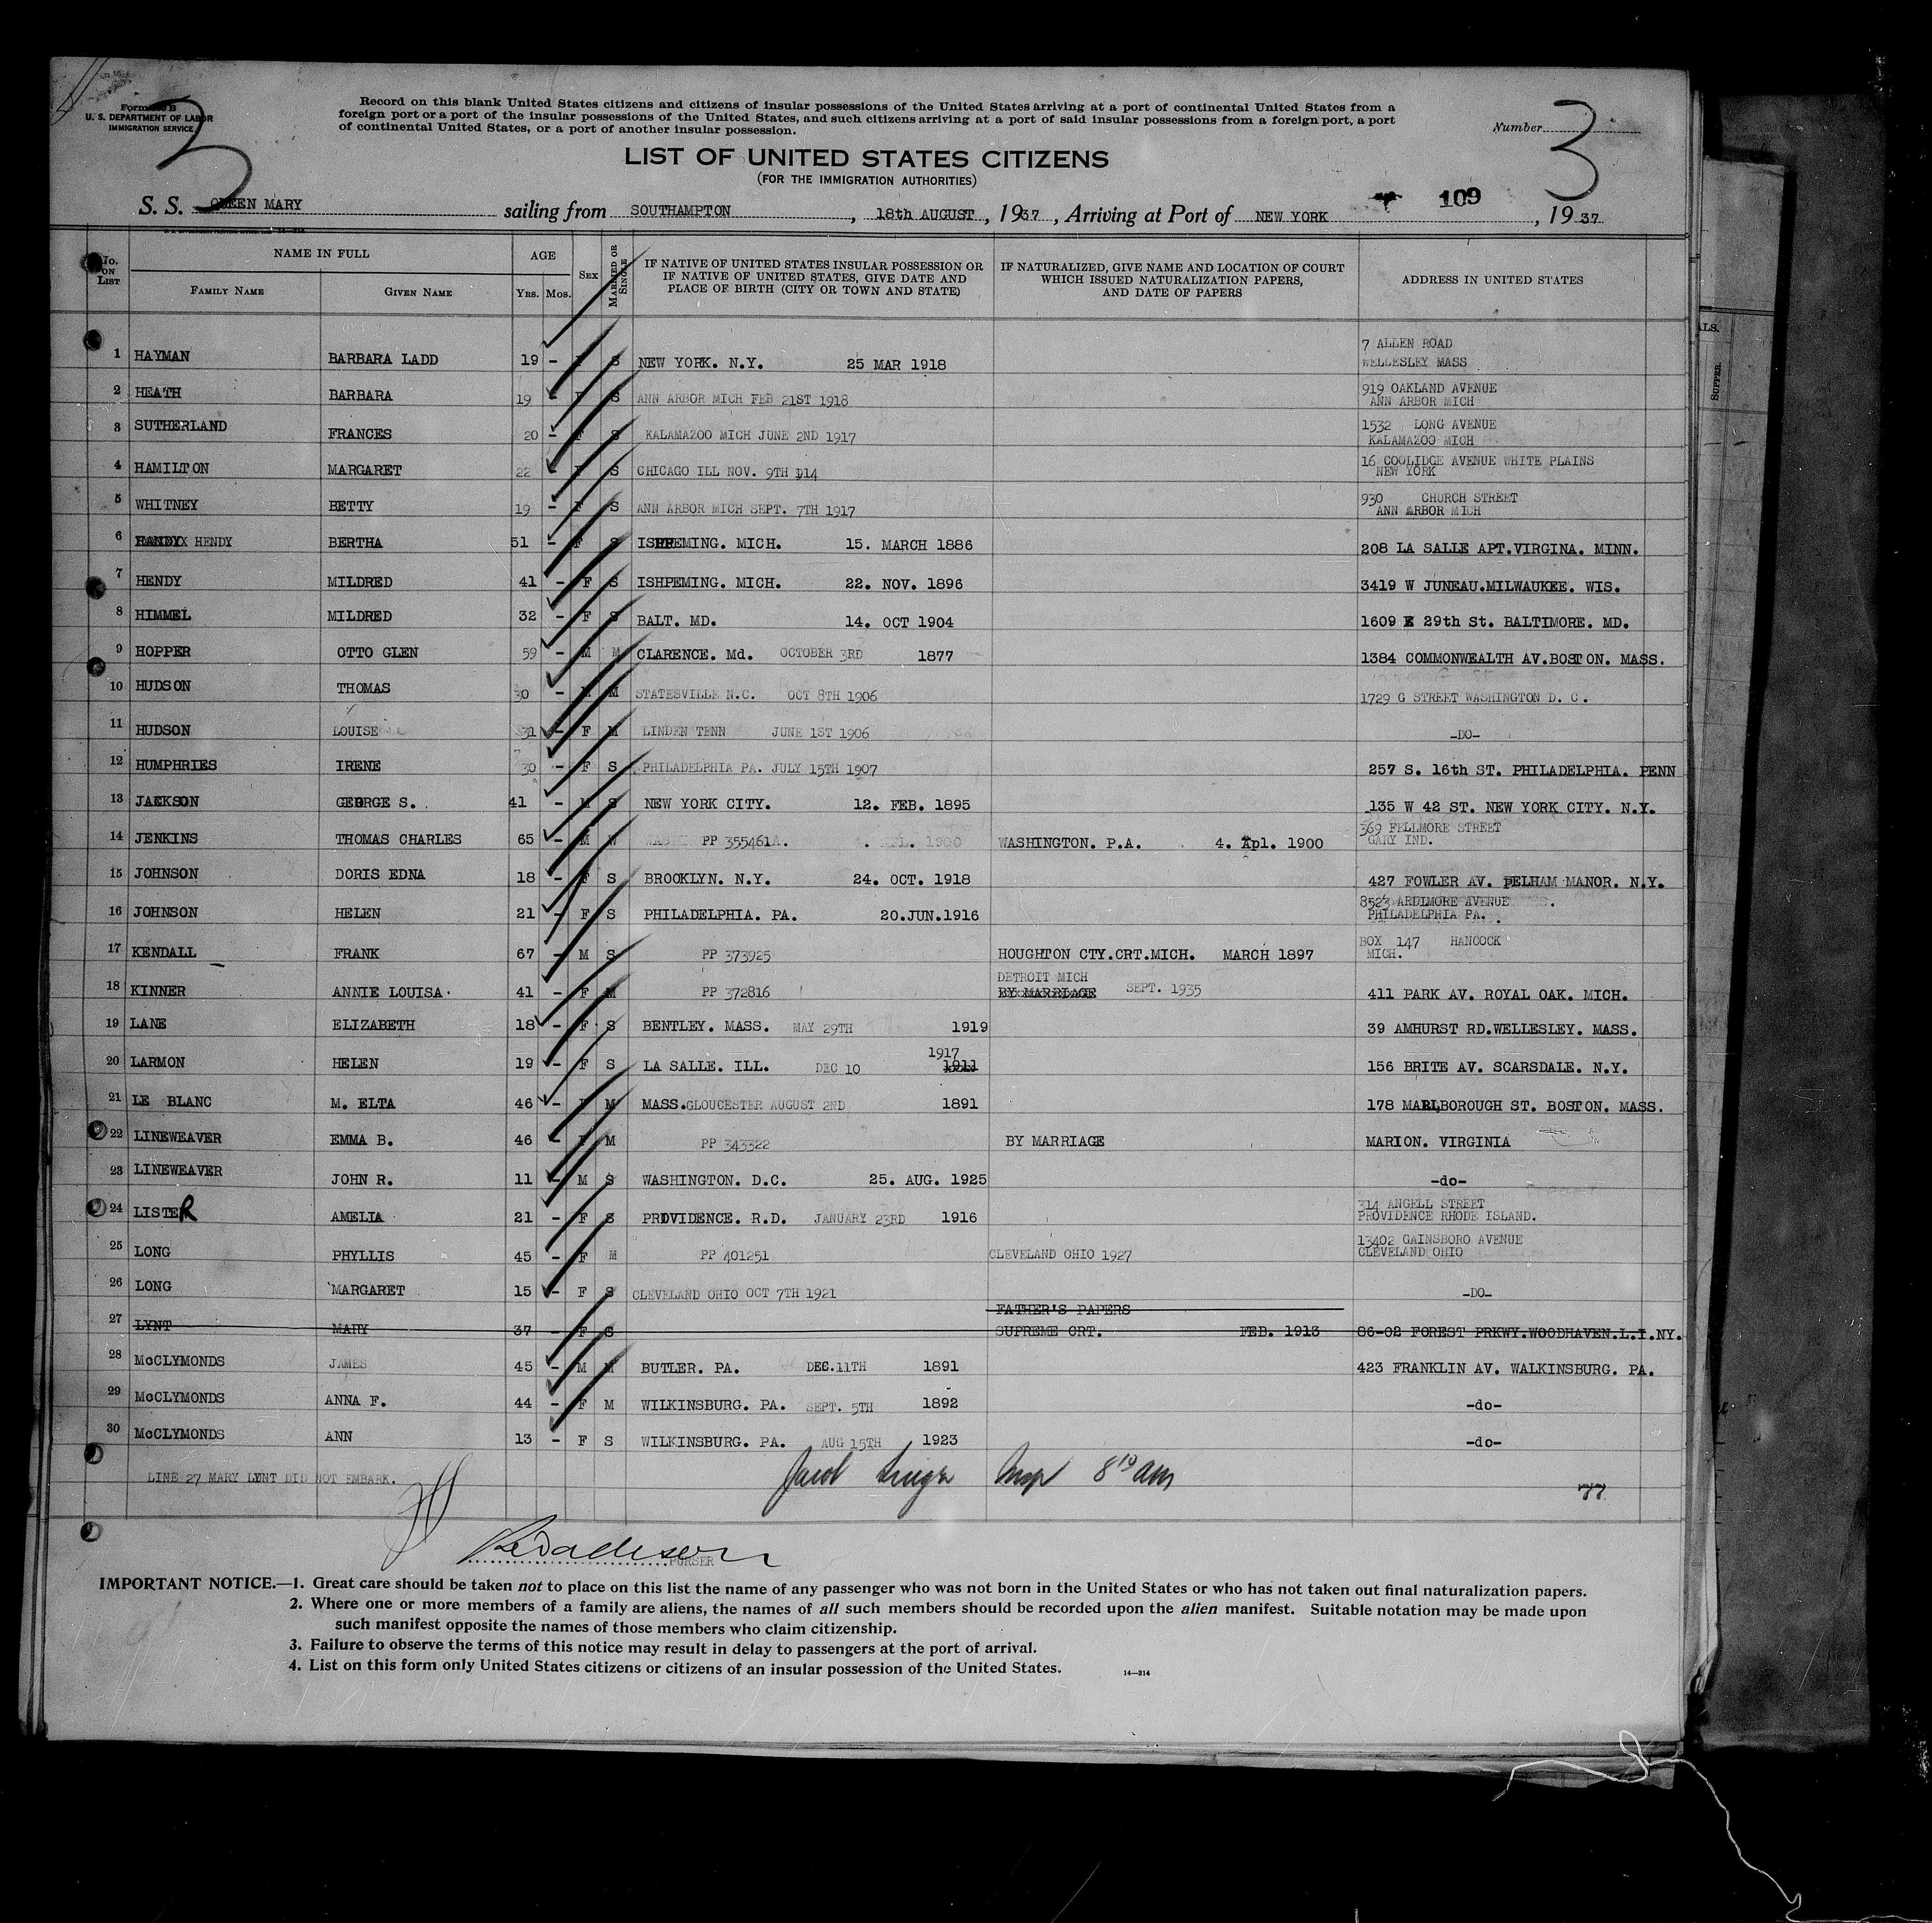 Form 500 B
U. S. DEPARTMENT OF LABOR
IMMIGRATION SERVICE
3
Record on this blank United States citizens and citizens of insular possessions of the United States arriving at a port of continental United States from a
foreign port or a port of the insular possessions of the United States, and such citizens arriving at a port of said insular possessions from a foreign port, a port
of continental United States, or a port of another insular possession.
Number 3
LIST OF UNITED STATES CITIZENS
(FOR THE IMMIGRATION AUTHORITIES)
109
S. S. QUEEN MARY sailing from SOUTHAMPTON, 18th AUGUST, 1937, Arriving at Port of NEW YORK, 1937
No. ON LIST NAME IN FULL AGE SEX MARRIED OR SINGLE IF NATIVE OF UNITED STATES INSULAR POSSESSION OR IF NATIVE OF UNITED STATES, GIVE DATE AND PLACE OF BIRTH (CITY OR TOWN AND STATE) IF NATURALIZED, GIVE NAME AND LOCATION OF COURT WHICH ISSUED NATURALIZATION PAPERS, AND DATE OF PAPERS ADDRESS IN UNITED STATES
FAMILY NAME GIVEN NAME YRS. MOS.
1 HAYMAN BARBARA LADD 19 - F S NEW YORK. N.Y. 25 MAR 1918 7 ALLEN ROAD WELLESLEY MASS
2 HEATH BARBARA 19 - F S ANN ARBOR MICH FEB 21ST 1918 919 OAKLAND AVENUE ANN ARBOR MICH
3 SUTHERLAND FRANCES 20 - F S KALAMAZOO MICH JUNE 2ND 1917 1532 LONG AVENUE KALAMAZOO MICH
4 HAMILTON MARGARET 22 - F S CHICAGO ILL NOV. 9TH 1914 16 COOLIDGE AVENUE WHITE PLAINS NEW YORK
5 WHITNEY BETTY 19 - F S ANN ARBOR MICH SEPT. 7TH 1917 930 CHURCH STREET ANN ARBOR MICH
6 HANDYX HENDY BERTHA 51 - F S ISHPEMING. MICH. 15. MARCH 1886 208 LA SALLE APT.VIRGINA. MINN.
7 HENDY MILDRED 41 - F S ISHPEMING. MICH. 22. NOV. 1896 3419 W JUNEAU.MILWAUKEE. WIS.
8 HIMMEL MILDRED 32 - F S BALT. MD. 14. OCT 1904 1609 E 29th St. BALTIMORE. MD.
9 HOPPER OTTO GLEN 59 - M M CLARENCE. Md. OCTOBER 3RD 1877 1384 COMMONWEALTH AV.BOSTON. MASS.
10 HUDSON THOMAS 30 - M M STATESVILLE N.C. OCT 8TH 1906 1729 G STREET WASHINGTON D. C.
11 HUDSON LOUISE 31 - F M LINDEN TENN JUNE 1ST 1906 -DO-
12 HUMPHRIES IRENE 30 - F S PHILADELPHIA PA. JULY 15TH 1907 257 S. 16th ST. PHILADELPHIA. PENN
13 JACKSON GEORGE S. 41 - M S NEW YORK CITY. 12. FEB. 1895 135 W 42 ST. NEW YORK CITY. N.Y.
14 JENKINS THOMAS CHARLES 65 - M W PP 355461 WASHINGTON. P.A. 4. Apl. 1900 369 FELLMORE STREET GARY IND.
15 JOHNSON DORIS EDNA 18 - F S BROOKLYN. N.Y. 24. OCT. 1918 427 FOWLER AV. PELHAM MANOR. N.Y.
16 JOHNSON HELEN 21 - F S PHILADELPHIA. PA. 20.JUN.1916 8523 ARDLMORE AVENUE PHILADELPHIA PA.
17 KENDALL FRANK 67 - M S PP 373925 HOUGHTON CTY.CRT.MICH. MARCH 1897 BOX 147 HANCOCK MICH.
18 KINNER ANNIE LOUISA 41 - F M PP 372816 DETROIT MICH BY MARRIAGE SEPT. 1935 411 PARK AV. ROYAL OAK. MICH.
19 LANE ELIZABETH 18 - F S BENTLEY. MASS. MAY 29TH 1919 39 AMHURST RD.WELLESLEY. MASS.
20 LARMON HELEN 19 - F S LA SALLE. ILL. DEC 10 1917 1911 156 BRITE AV. SCARSDALE. N.Y.
21 LE BLANC M. ELTA 46 - F M MASS.GLOUCESTER AUGUST 2ND 1891 178 MARLBOROUGH ST. BOSTON. MASS.
22 LINEWEAVER EMMA B. 46 - F M PP 343322 BY MARRIAGE MARION. VIRGINIA
23 LINEWEAVER JOHN R. 11 - M S WASHINGTON. D.C. 25. AUG. 1925 -do-
24 LISTER AMELIA 21 - F S PROVIDENCE. R.D. JANUARY 23RD 1916 314 ANGELL STREET PROVIDENCE RHODE ISLAND.
25 LONG PHYLLIS 45 - F M PP 401251 CLEVELAND OHIO 1927 13402 GAINSBORO AVENUE CLEVELAND OHIO
26 LONG MARGARET 15 - F S CLEVELAND OHIO OCT 7TH 1921 -DO-
27 LYNT MARY 37 - F S FATHER'S PAPERS SUPREME CRT. FEB. 1913 86-02 FOREST PRKWY.WOODHAVEN.L.I.NY.
28 McCLYMONDS JAMES 45 - M M BUTLER. PA. DEC.11TH 1891 423 FRANKLIN AV. WALKINSBURG. PA.
29 McCLYMONDS ANNA F. 44 - F M WILKINSBURG. PA. SEPT. 5TH 1892 -do-
30 McCLYMONDS ANN 13 - F S WILKINSBURG. PA. AUG 15TH 1923 -do-
LINE 27 MARY LYNT DID NOT EMBARK.
Jacob Insp 8 10 am
77
PURSER
IMPORTANT NOTICE.—1. Great care should be taken not to place on this list the name of any passenger who was not born in the United States or who has not taken out final naturalization papers.
2. Where one or more members of a family are aliens, the names of all such members should be recorded upon the alien manifest. Suitable notation may be made upon
such manifest opposite the names of those members who claim citizenship.
3. Failure to observe the terms of this notice may result in delay to passengers at the port of arrival.
4. List on this form only United States citizens or citizens of an insular possession of the United States.
14—214
ALS.
SUPPER.